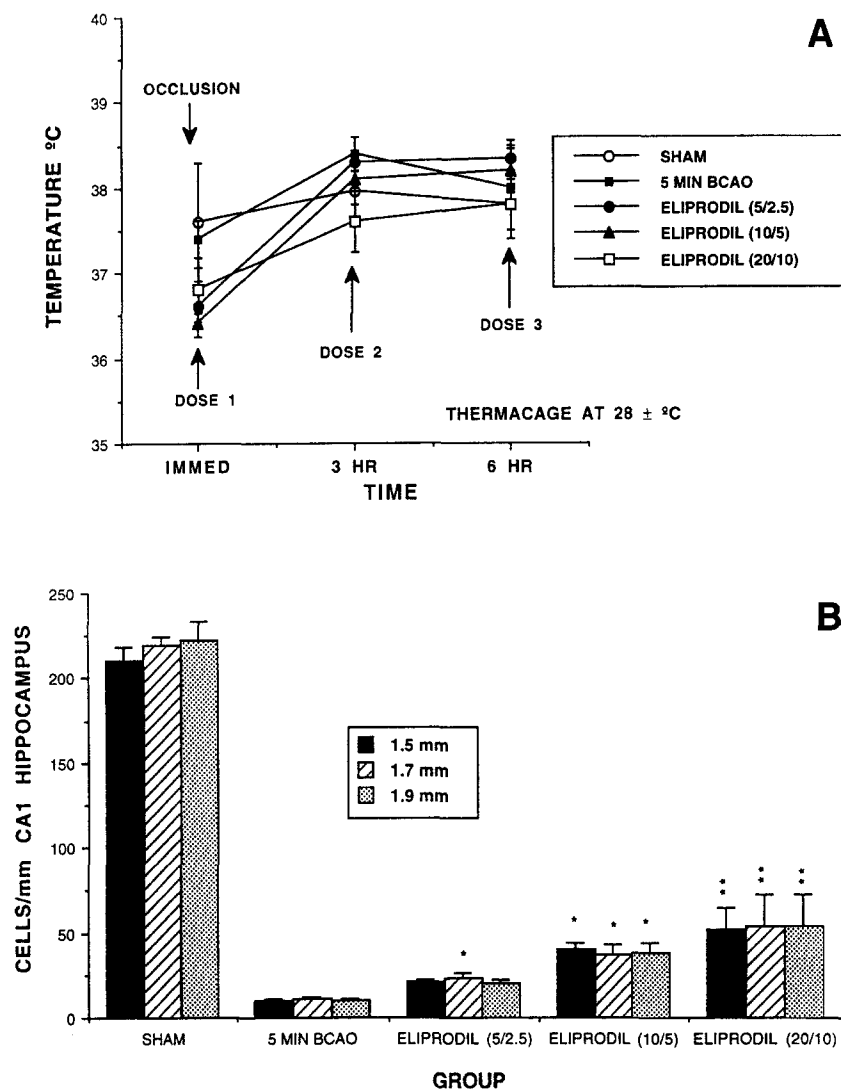 A
40
39
38
37
36
35
TEMPERATURE ºC
OCCLUSION
DOSE 1
DOSE 2
DOSE 3
THERMACAGE AT 28 ± ºC
IMMED
3 HR
6 HR
TIME
SHAM
5 MIN BCAO
ELIPRODIL (5/2.5)
ELIPRODIL (10/5)
ELIPRODIL (20/10)
B
250
200
150
100
50
0
CELLS/mm CA1 HIPPOCAMPUS
1.5 mm
1.7 mm
1.9 mm
*
* * *
** ** **
SHAM
5 MIN BCAO
ELIPRODIL (5/2.5)
ELIPRODIL (10/5)
ELIPRODIL (20/10)
GROUP